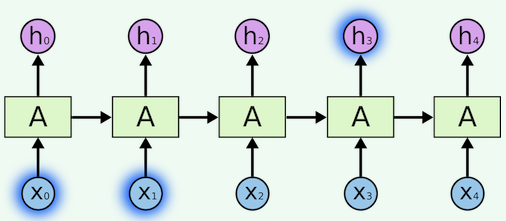 h₀ h₁ h₂ h₃ h₄
A A A A A
x₀ x₁ x₂ x₃ x₄